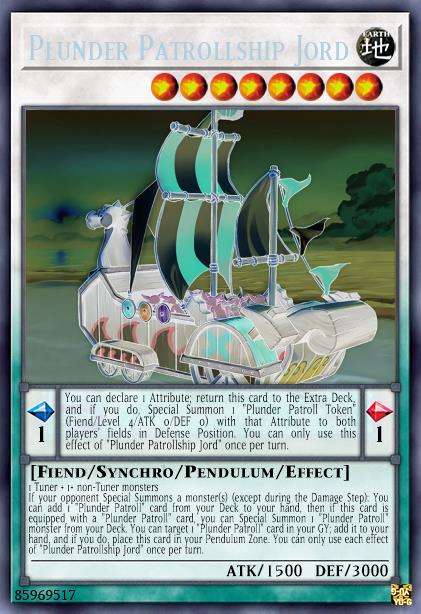 Plunder Patrollship Jord
EARTH
地
You can declare 1 Attribute; return this card to the Extra Deck,
and if you do, Special Summon 1 "Plunder Patroll Token"
(Fiend/Level 4/ATK 0/DEF 0) with that Attribute to both
players' fields in Defense Position. You can only use this
effect of "Plunder Patrollship Jord" once per turn.
1
1
[Fiend/Synchro/Pendulum/Effect]
1 Tuner + 1+ non-Tuner monsters
If your opponent Special Summons a monster(s) (except during the Damage Step): You
can add 1 "Plunder Patroll" card from your Deck to your hand, then if this card is
equipped with a "Plunder Patroll" card, you can Special Summon 1 "Plunder Patroll"
monster from your Deck. You can target 1 "Plunder Patroll" card in your GY; add it to your
hand, and if you do, place this card in your Pendulum Zone. You can only use each effect
of "Plunder Patrollship Jord" once per turn.
ATK/1500 DEF/3000
85969517